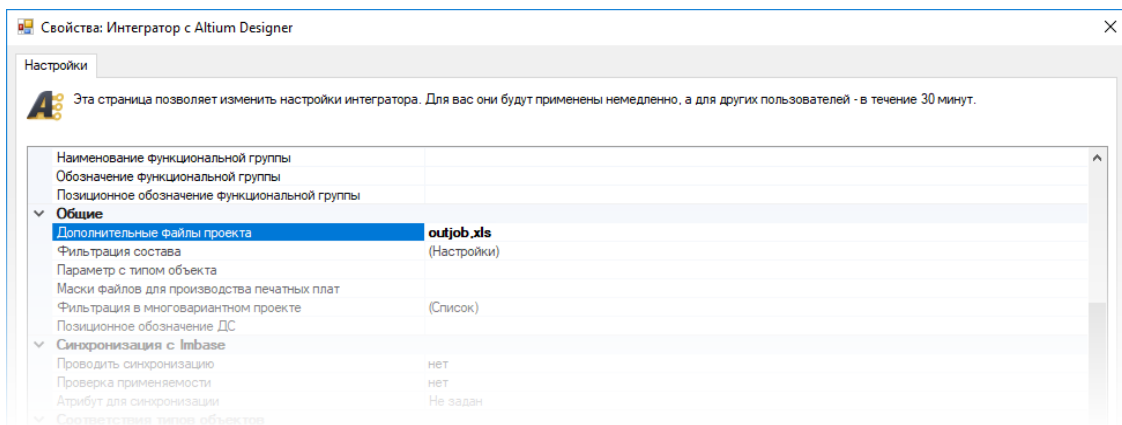 Свойства: Интегратор с Altium Designer
Настройки
Эта страница позволяет изменить настройки интегратора. Для вас они будут применены немедленно, а для других пользователей - в течение 30 минут.
Наименование функциональной группы
Обозначение функциональной группы
Позиционное обозначение функциональной группы
Общие
Дополнительные файлы проекта outjob,xls
Фильтрация состава (Настройки)
Параметр с типом объекта
Маски файлов для производства печатных плат
Фильтрация в многовариантном проекте (Список)
Позиционное обозначение ДС
Синхронизация с Imbase
Проводить синхронизацию нет
Проверка применяемости нет
Атрибут для синхронизации Не задан
Соответствия типов объектов